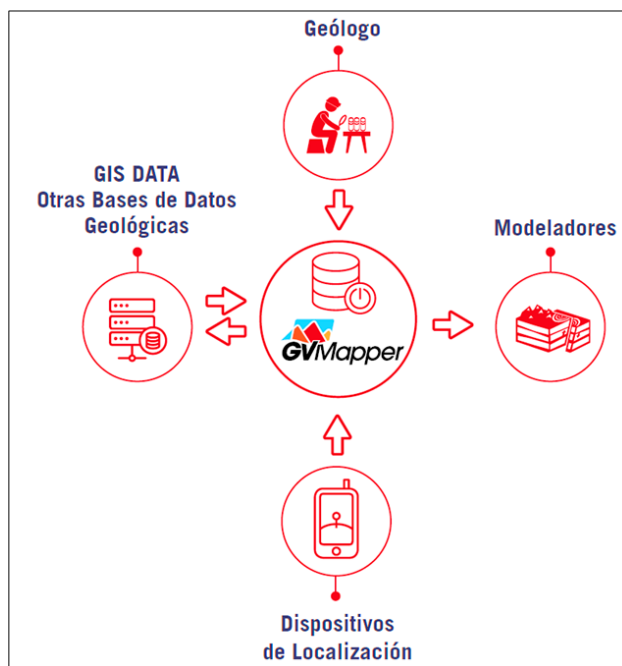 Geólogo
GIS DATA
Otras Bases de Datos
Geológicas
Modeladores
GVMapper
Dispositivos
de Localización